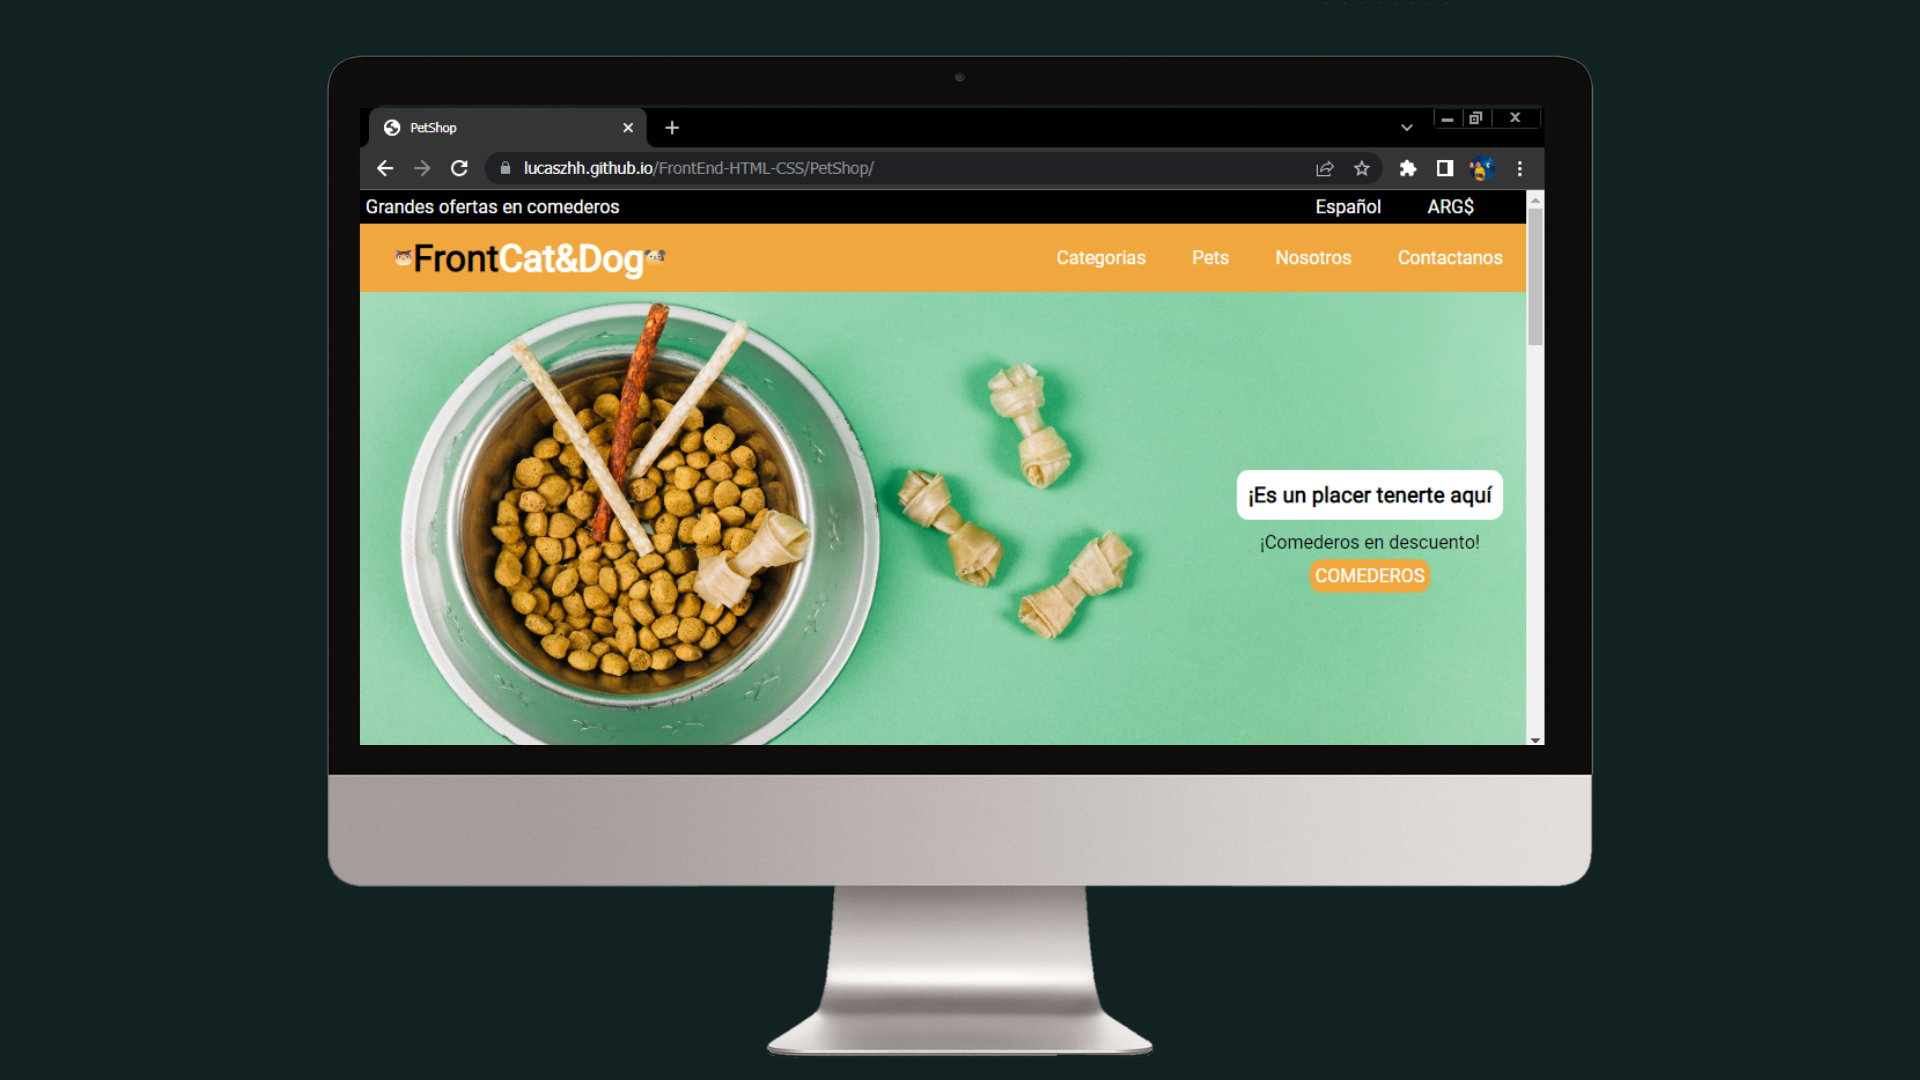 PetShop
lucaszhh.github.io/FrontEnd-HTML-CSS/PetShop/
Grandes ofertas en comederos
Español
ARG$
FrontCat&Dog
Categorias
Pets
Nosotros
Contactanos
¡Es un placer tenerte aquí
¡Comederos en descuento!
COMEDEROS